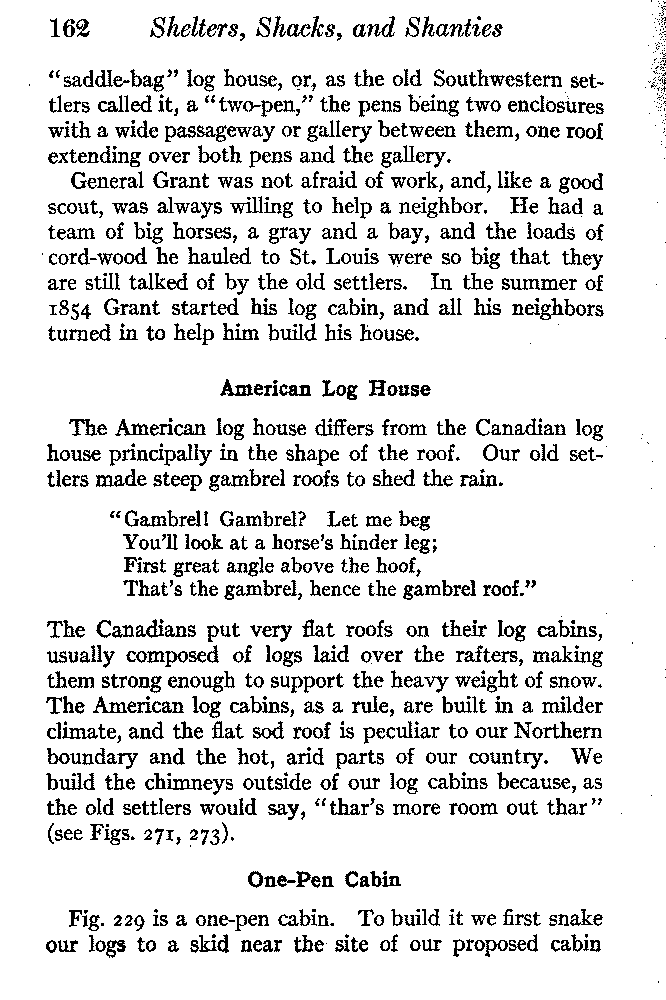 162 Shelters, Shacks, and Shanties
"saddle-bag" log house, or, as the old Southwestern set-
tlers called it, a "two-pen," the pens being two enclosures
with a wide passageway or gallery between them, one roof
extending over both pens and the gallery.
General Grant was not afraid of work, and, like a good
scout, was always willing to help a neighbor. He had a
team of big horses, a gray and a bay, and the loads of
cord-wood he hauled to St. Louis were so big that they
are still talked of by the old settlers. In the summer of
1854 Grant started his log cabin, and all his neighbors
turned in to help him build his house.
American Log House
The American log house differs from the Canadian log
house principally in the shape of the roof. Our old set-
tlers made steep gambrel roofs to shed the rain.
"Gambrel! Gambrel? Let me beg
You'll look at a horse's hinder leg;
First great angle above the hoof,
That's the gambrel, hence the gambrel roof."
The Canadians put very flat roofs on their log cabins,
usually composed of logs laid over the rafters, making
them strong enough to support the heavy weight of snow.
The American log cabins, as a rule, are built in a milder
climate, and the flat sod roof is peculiar to our Northern
boundary and the hot, arid parts of our country. We
build the chimneys outside of our log cabins because, as
the old settlers would say, "thar's more room out thar"
(see Figs. 271, 273).
One-Pen Cabin
Fig. 229 is a one-pen cabin. To build it we first snake
our logs to a skid near the site of our proposed cabin